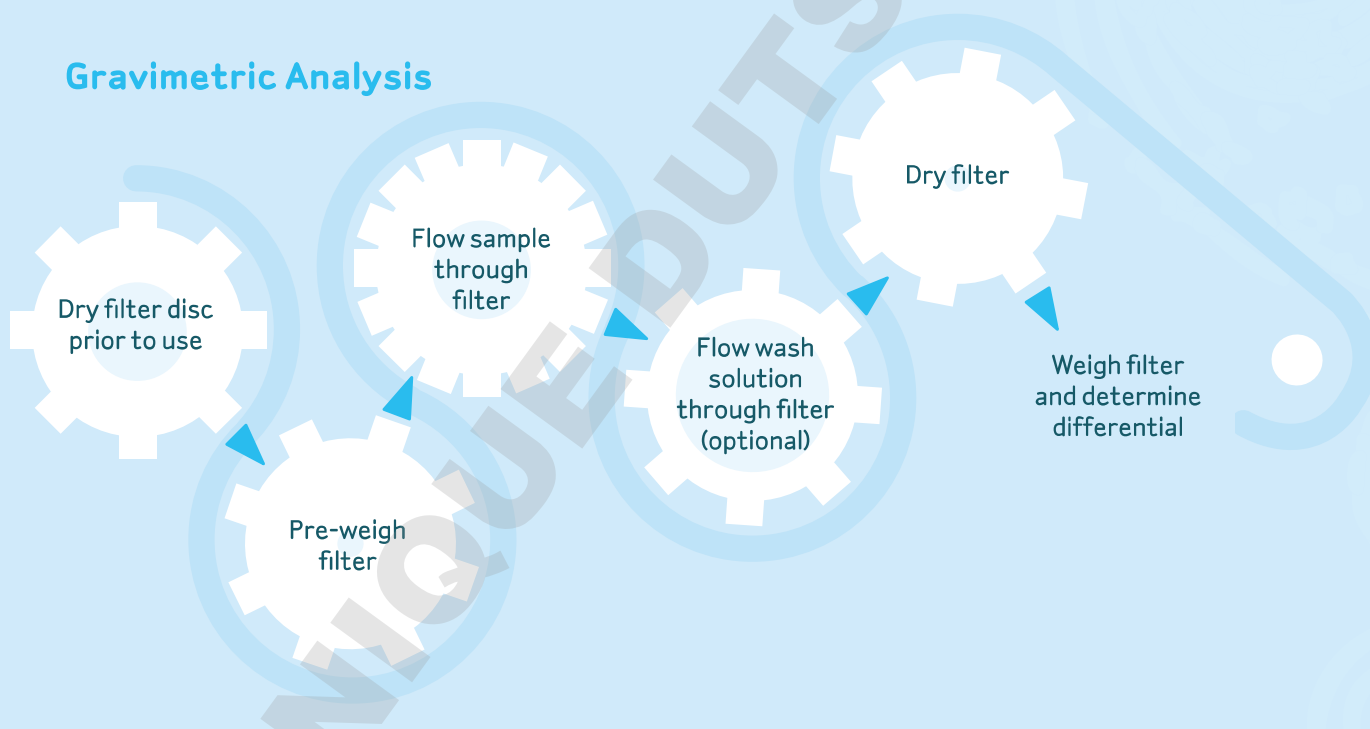 Gravimetric Analysis
Dry filter disc
prior to use
Pre-weigh
filter
Flow sample
through
filter
Flow wash
solution
through filter
(optional)
Dry filter
Weigh filter
and determine
differential
NIQUEDUTS